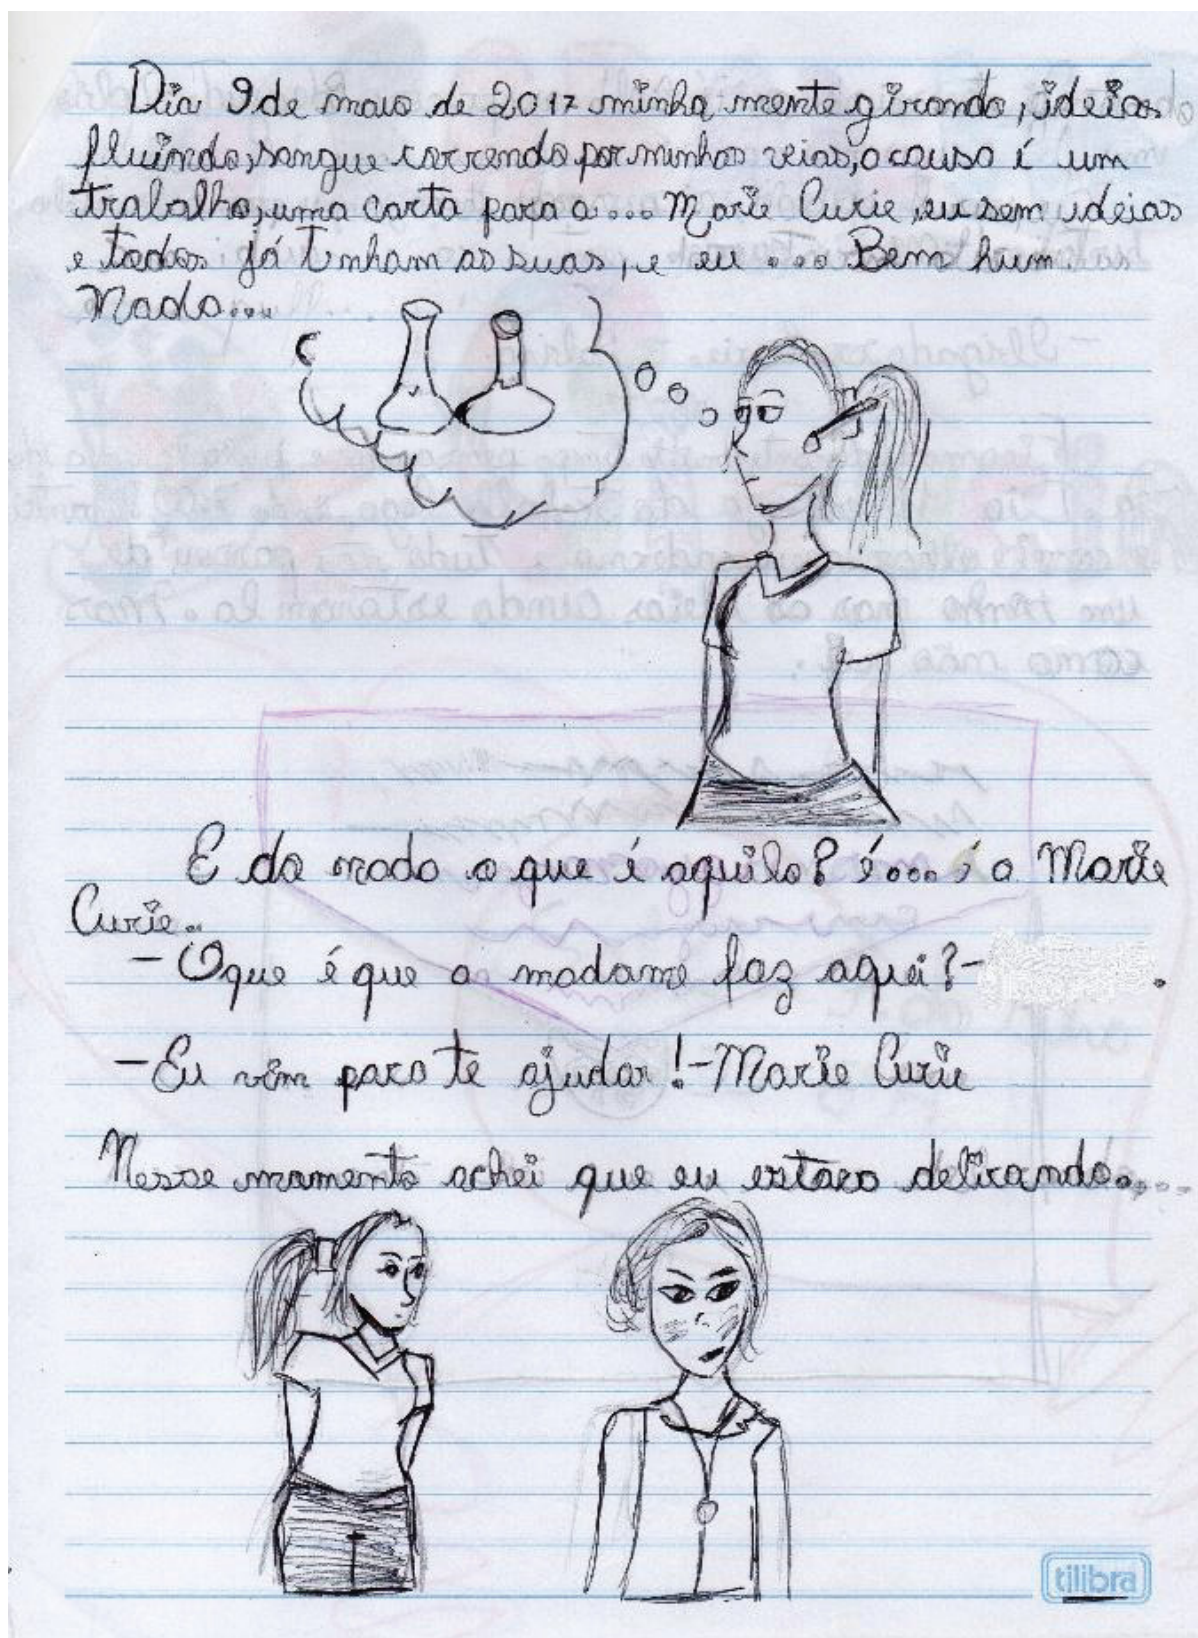 Dia 9 de maio de 2017 minha mente girando, ideias
fluindo, sangue correndo por minhas veias, a causa é um
trabalho, uma carta para a... Marie Curie, eu sem ideias
e todos já tinham as suas, e eu ... Bem hum.
Nada...
E do nada o que é aquilo? é... é a Marie
Curie..
- Oque é que a madame faz aqui? - .
- Eu vim para te ajudar! - Marie Curie
Nesse momento achei que eu estava delirando....
tilibra